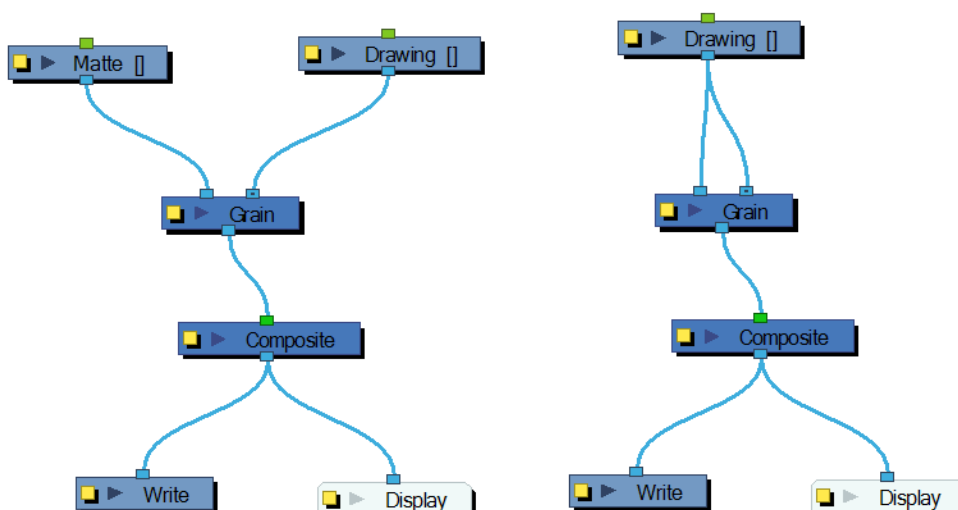 Matte []
Drawing []
Grain
Composite
Write
Display
Drawing []
Grain
Composite
Write
Display